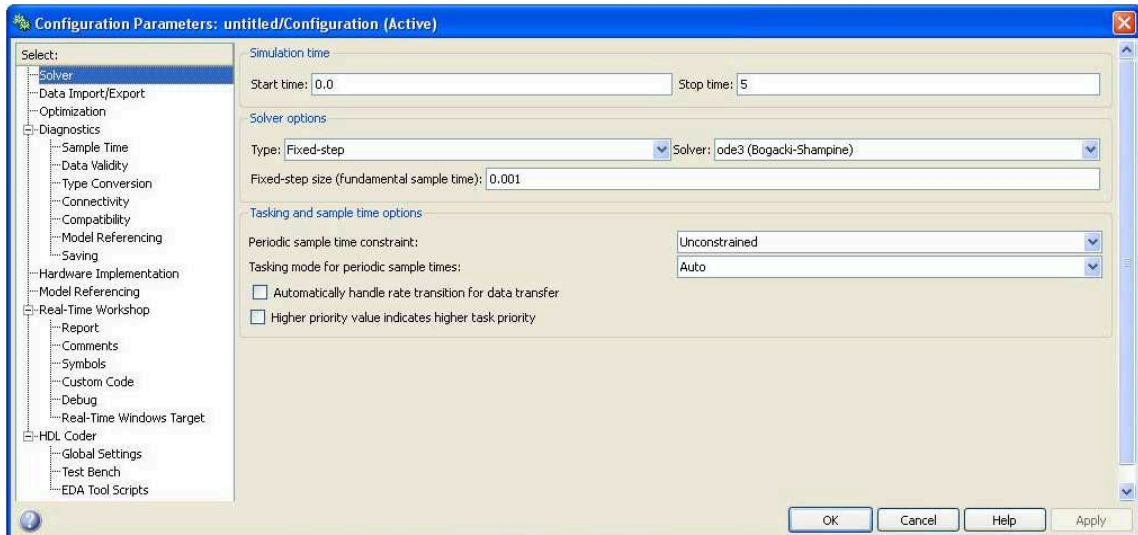 Configuration Parameters: untitled/Configuration (Active)
Select:
Solver
Data Import/Export
Optimization
Diagnostics
Sample Time
Data Validity
Type Conversion
Connectivity
Compatibility
Model Referencing
Saving
Hardware Implementation
Model Referencing
Real-Time Workshop
Report
Comments
Symbols
Custom Code
Debug
Real-Time Windows Target
HDL Coder
Global Settings
Test Bench
EDA Tool Scripts
Simulation time
Start time: 0.0 Stop time: 5
Solver options
Type: Fixed-step Solver: ode3 (Bogacki-Shampine)
Fixed-step size (fundamental sample time): 0.001
Tasking and sample time options
Periodic sample time constraint: Unconstrained
Tasking mode for periodic sample times: Auto
Automatically handle rate transition for data transfer
Higher priority value indicates higher task priority
OK Cancel Help Apply